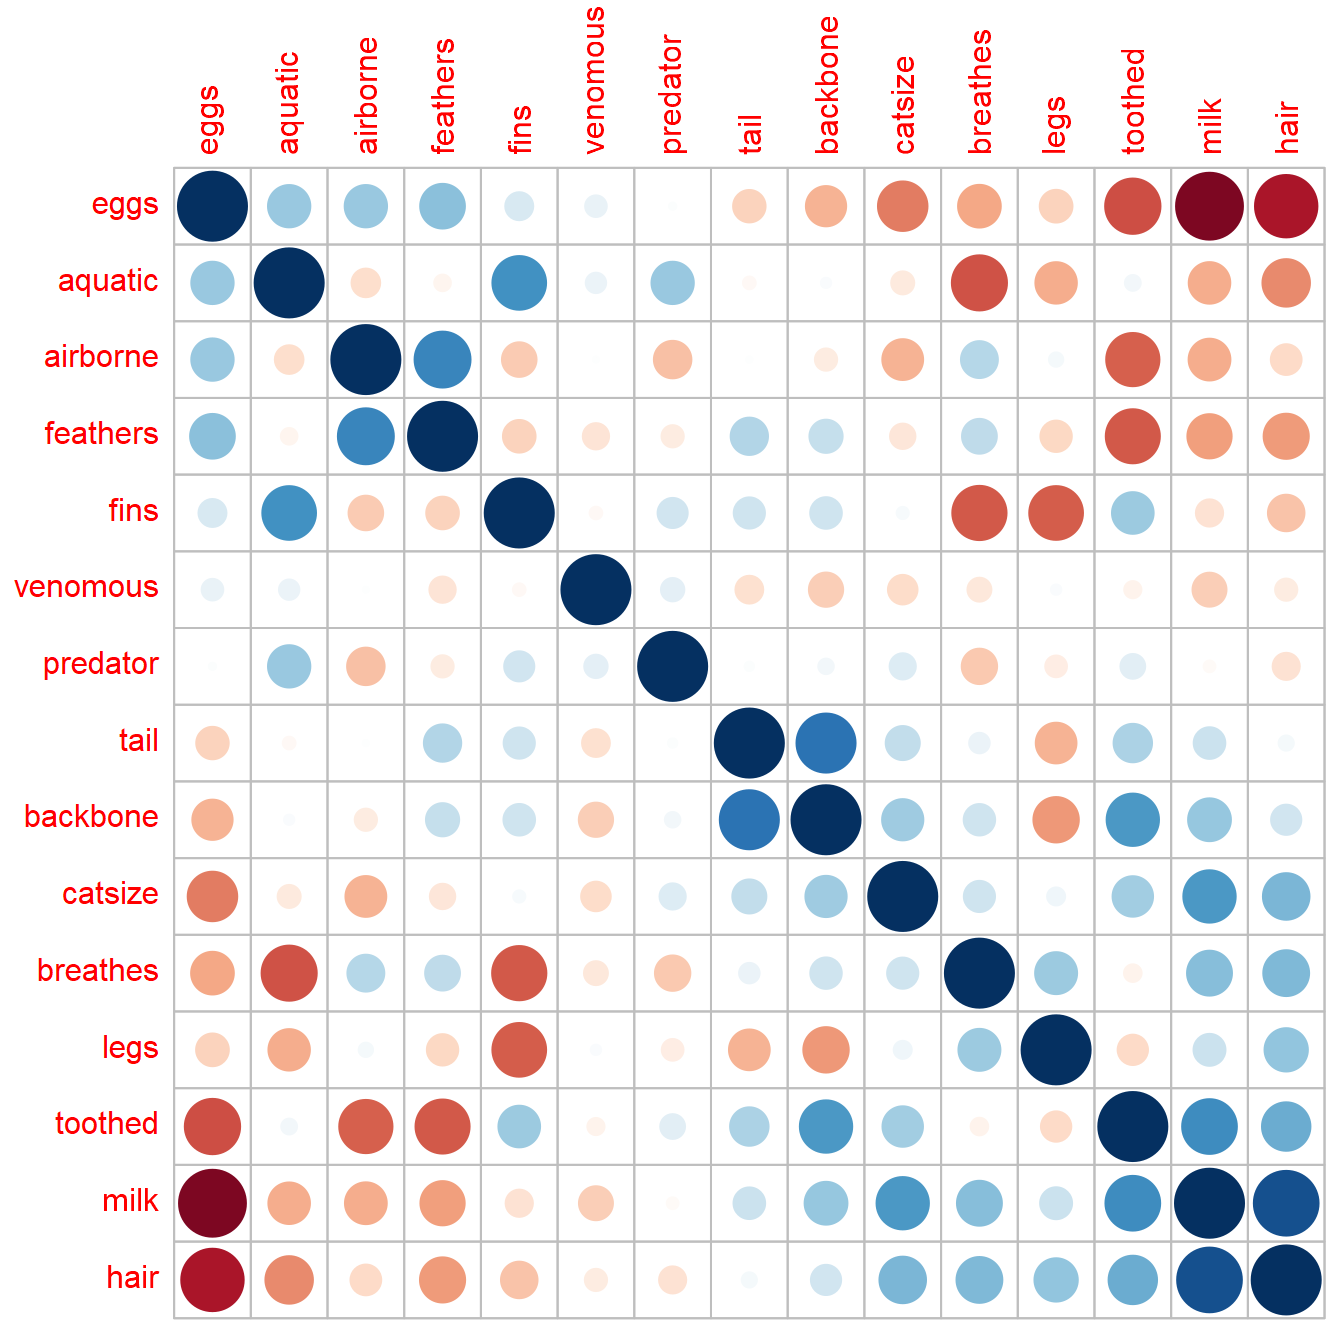 eggs aquatic airborne feathers fins venomous predator tail backbone catsize breathes legs toothed milk hair
eggs
aquatic
airborne
feathers
fins
venomous
predator
tail
backbone
catsize
breathes
legs
toothed
milk
hair